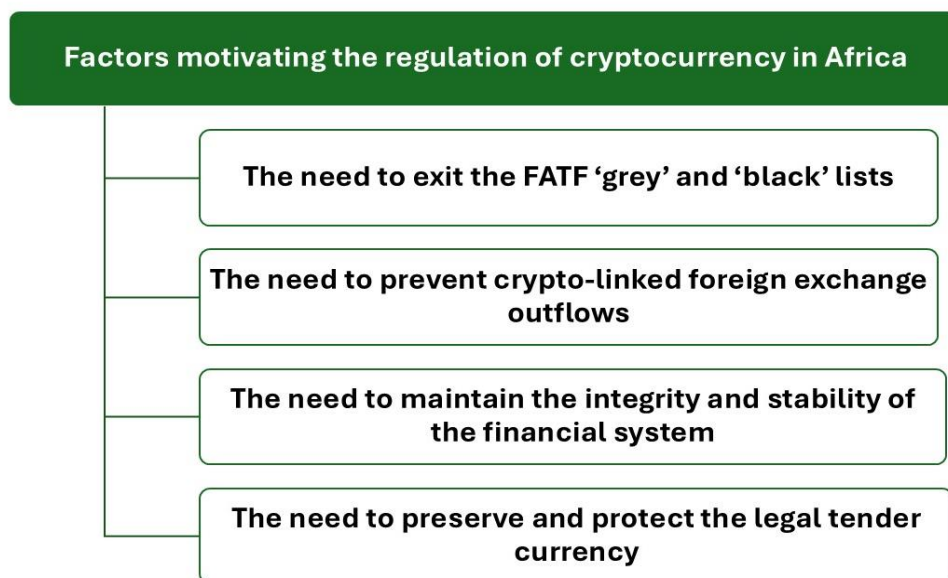 Factors motivating the regulation of cryptocurrency in Africa
The need to exit the FATF ‘grey’ and ‘black’ lists
The need to prevent crypto-linked foreign exchange
outflows
The need to maintain the integrity and stability of
the financial system
The need to preserve and protect the legal tender
currency